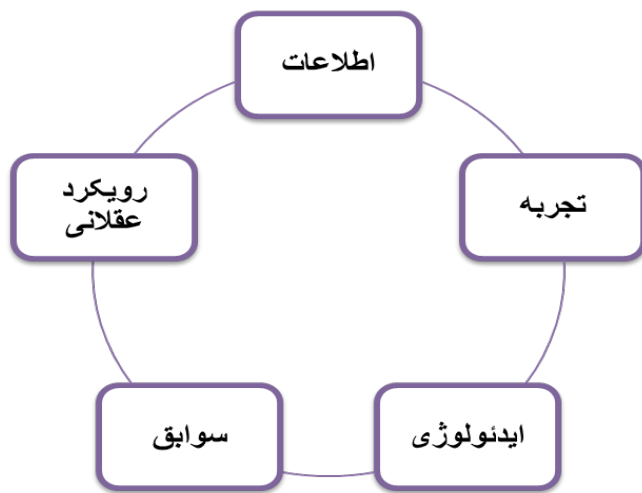 اطلاعات
تجربه
ایدئولوژی
سوابق
رویکرد
عقلانی